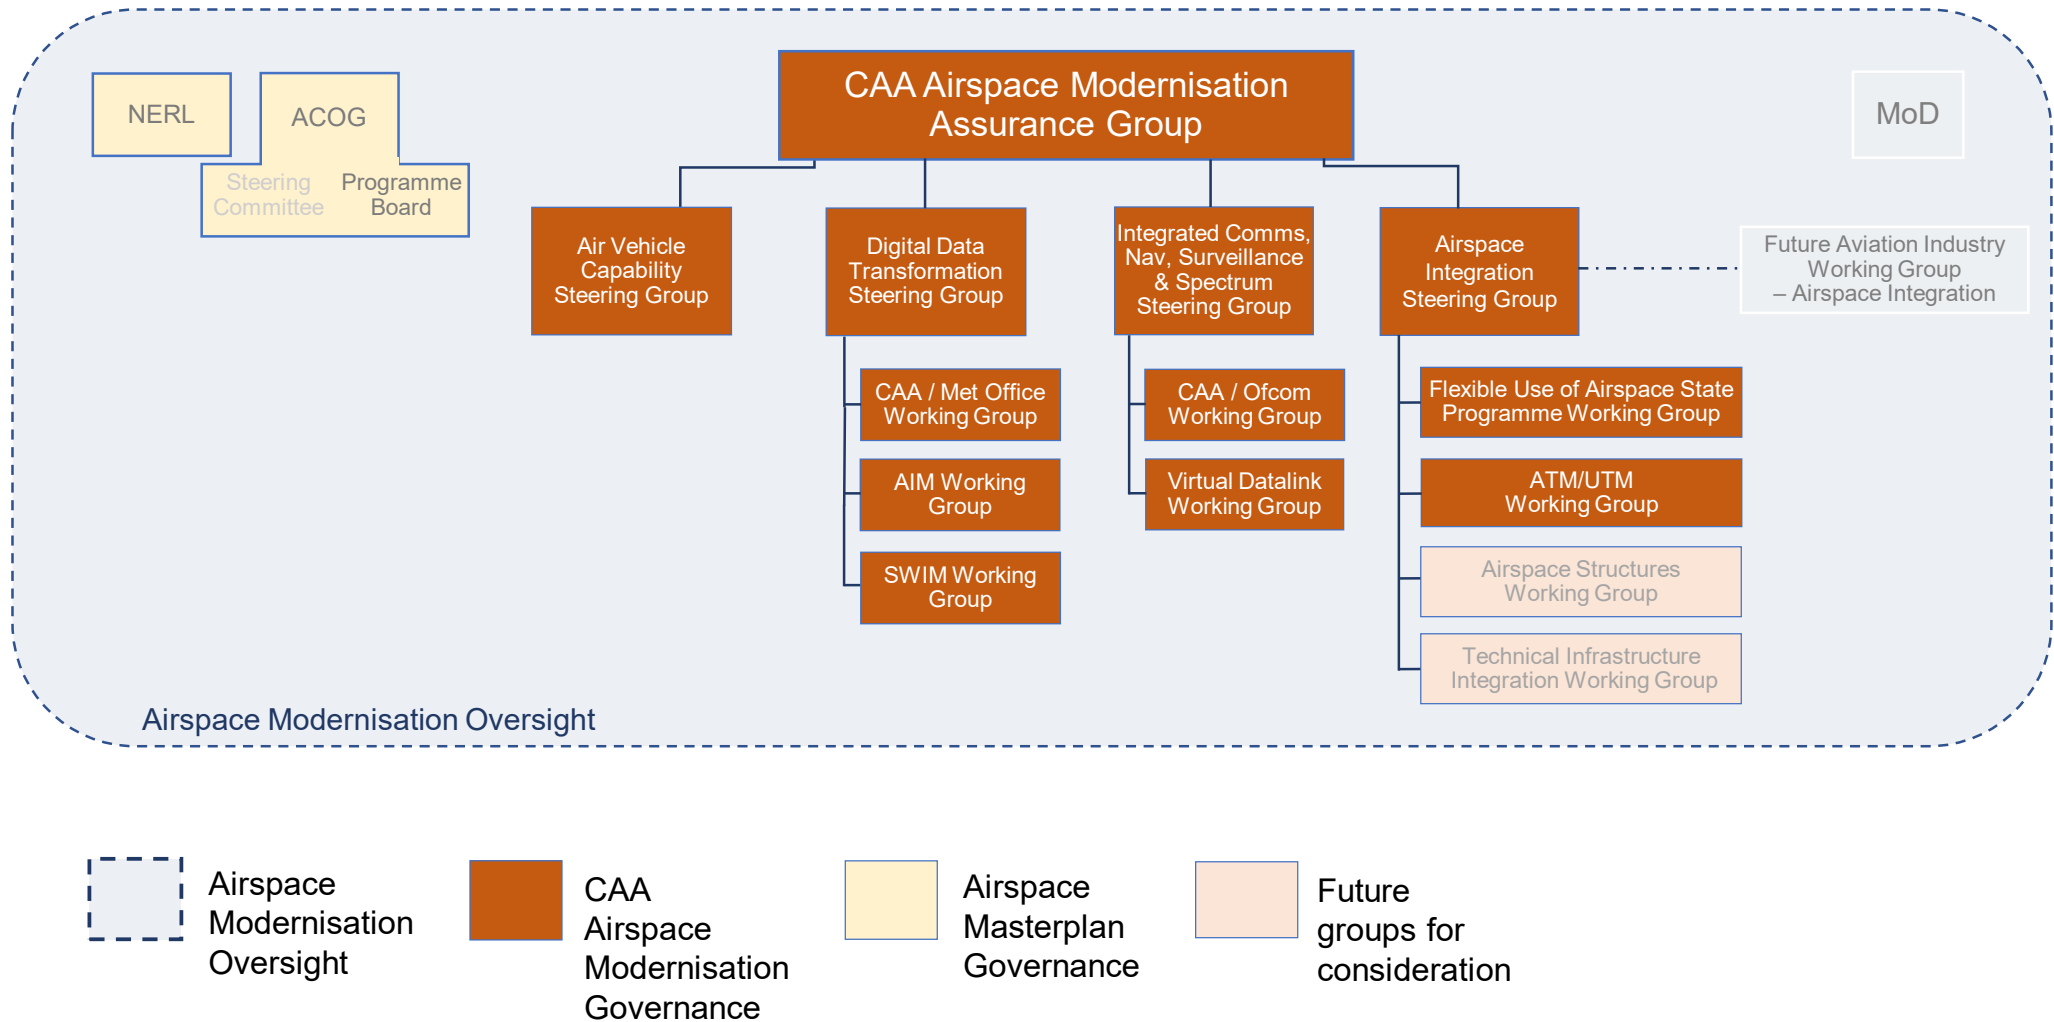 CAA Airspace Modernisation
Assurance Group
NERL
ACOG
Steering
Committee
Programme
Board
MoD
Air Vehicle
Capability
Steering Group
Digital Data
Transformation
Steering Group
Integrated Comms,
Nav, Surveillance
& Spectrum
Steering Group
Airspace
Integration
Steering Group
Future Aviation Industry
Working Group
– Airspace Integration
CAA / Met Office
Working Group
AIM Working
Group
SWIM Working
Group
CAA / Ofcom
Working Group
Virtual Datalink
Working Group
Flexible Use of Airspace State
Programme Working Group
ATM/UTM
Working Group
Airspace Structures
Working Group
Technical Infrastructure
Integration Working Group
Airspace Modernisation Oversight
Airspace
Modernisation
Oversight
CAA
Airspace
Modernisation
Governance
Airspace
Masterplan
Governance
Future
groups for
consideration